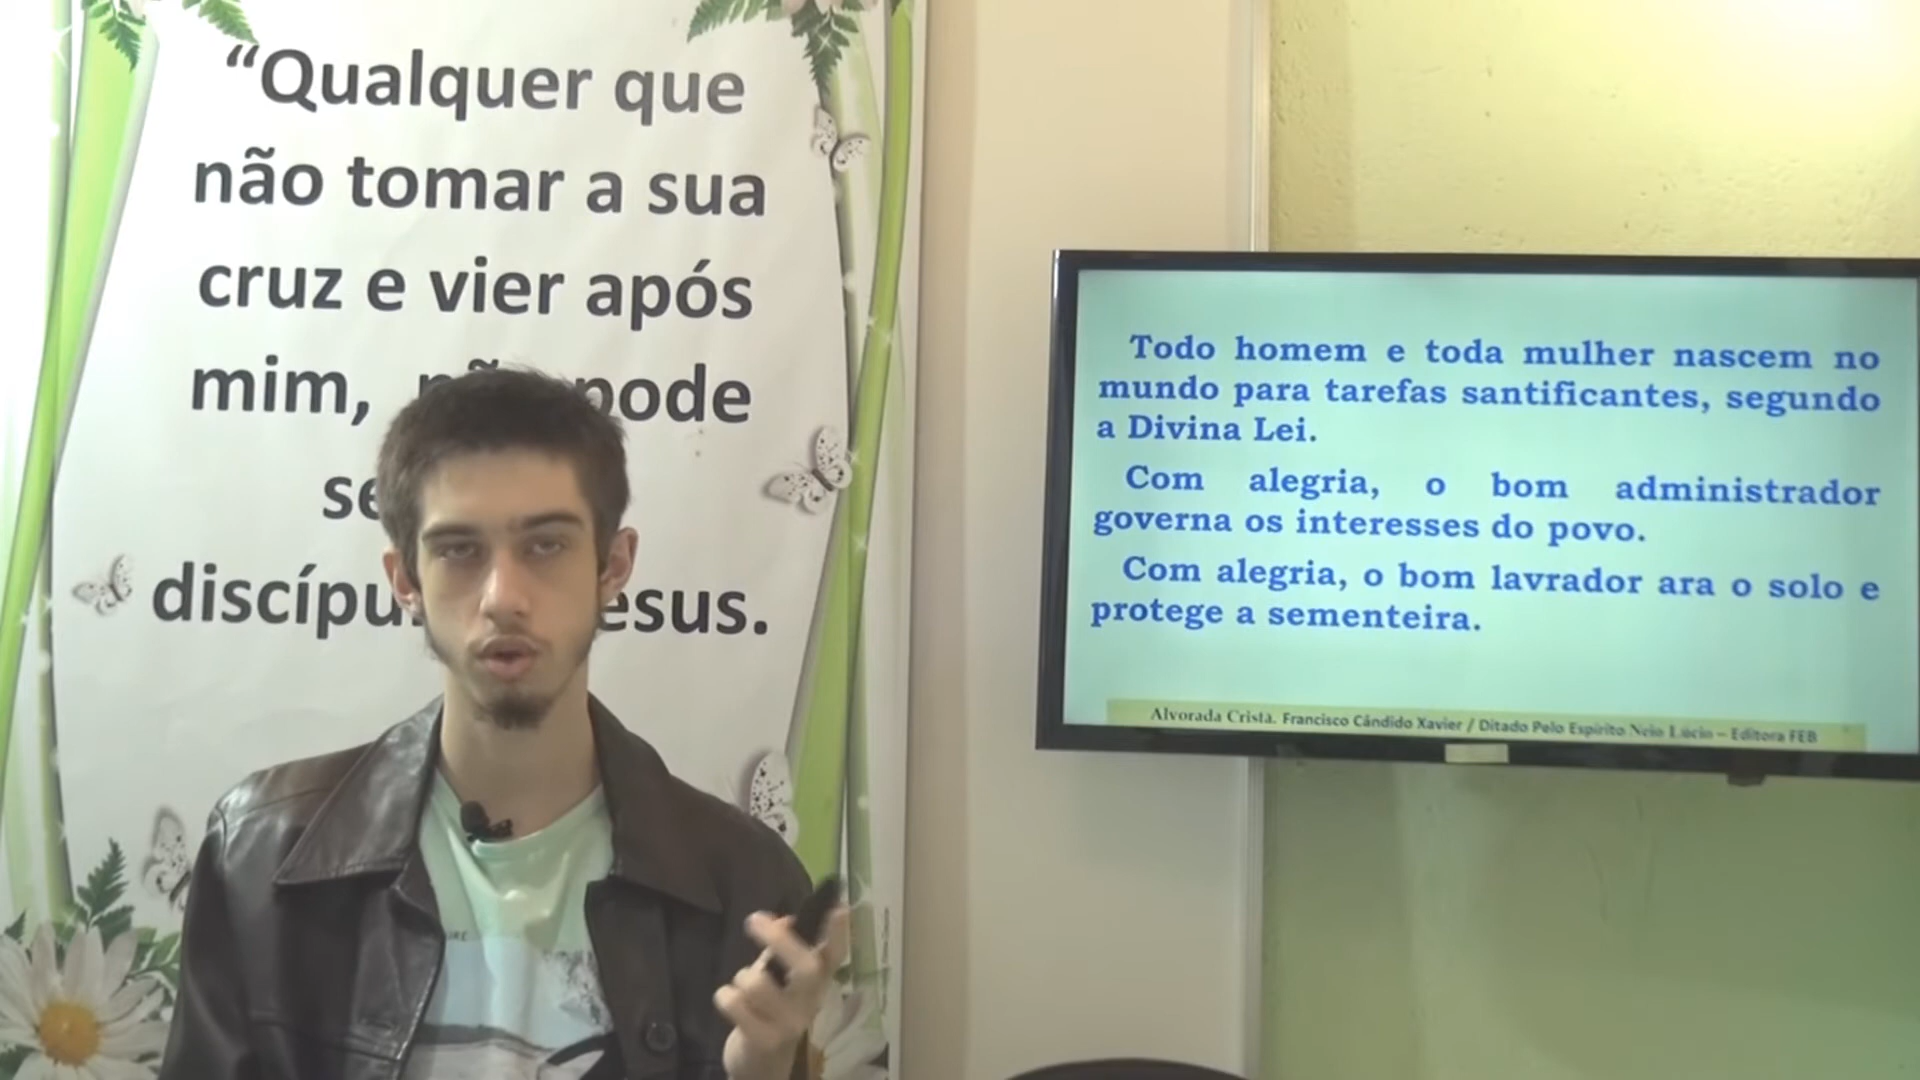 “Qualquer que
não tomar a sua
cruz e vier após
mim, pode
discípu esus.
Todo homem e toda mulher nascem no
mundo para tarefas santificantes, segundo
a Divina Lei.
Com alegria, o bom administrador
governa os interesses do povo.
Com alegria, o bom lavrador ara o solo e
protege a sementeira.
Alvorada Cristã. Francisco Cândido Xavier / Ditado Pelo Espírito Neio Lúcio – Editora FEB